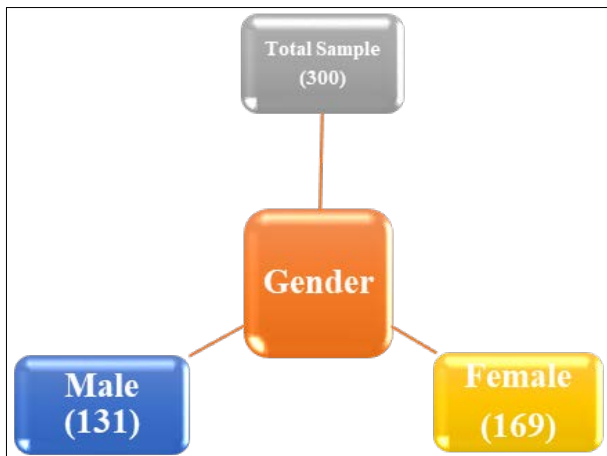 Total Sample
(300)
Gender
Male
(131)
Female
(169)